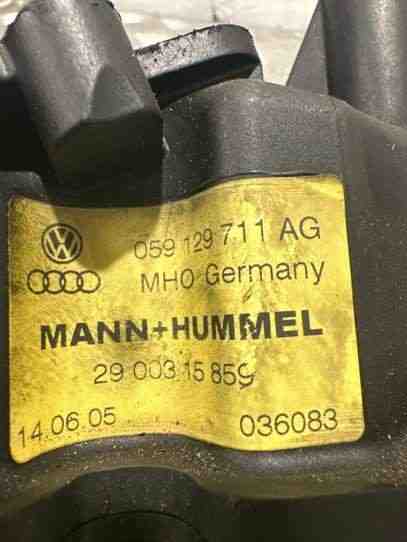 059 129 711 AG
MHO Germany
MANN+HUMMEL
29 003 15 859
14.06.05 036083